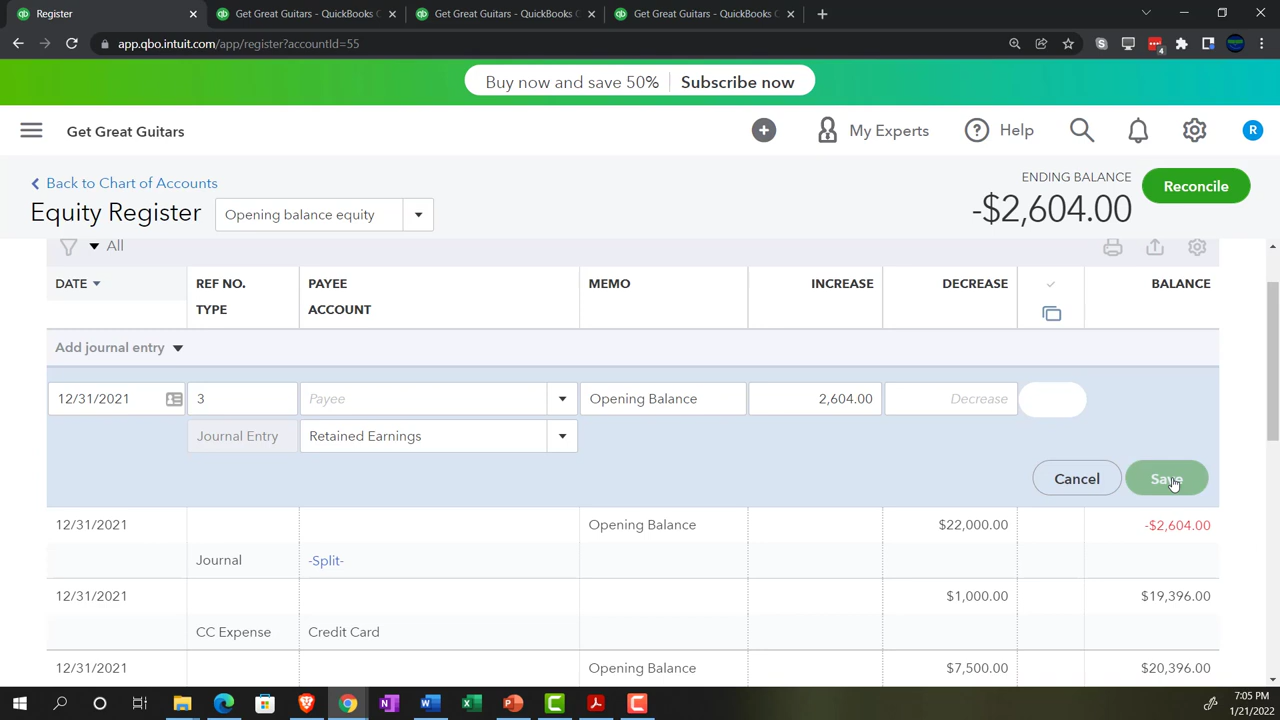 Register
Get Great Guitars - QuickBooks C
Get Great Guitars - QuickBooks C
Get Great Guitars - QuickBooks C
app.qbo.intuit.com/app/register?accountId=55
4
Buy now and save 50% Subscribe now
Get Great Guitars
My Experts
Help
R
Back to Chart of Accounts
ENDING BALANCE
Equity Register
Opening balance equity
-$2,604.00
Reconcile
All
DATE REF NO. PAYEE MEMO INCREASE DECREASE BALANCE
TYPE ACCOUNT
Add journal entry
12/31/2021 3 Payee Opening Balance 2,604.00 Decrease
Journal Entry Retained Earnings
Cancel Save
12/31/2021 Opening Balance $22,000.00 -$2,604.00
Journal -Split-
12/31/2021 $1,000.00 $19,396.00
CC Expense Credit Card
12/31/2021 Opening Balance $7,500.00 $20,396.00
7:05 PM
1/21/2022